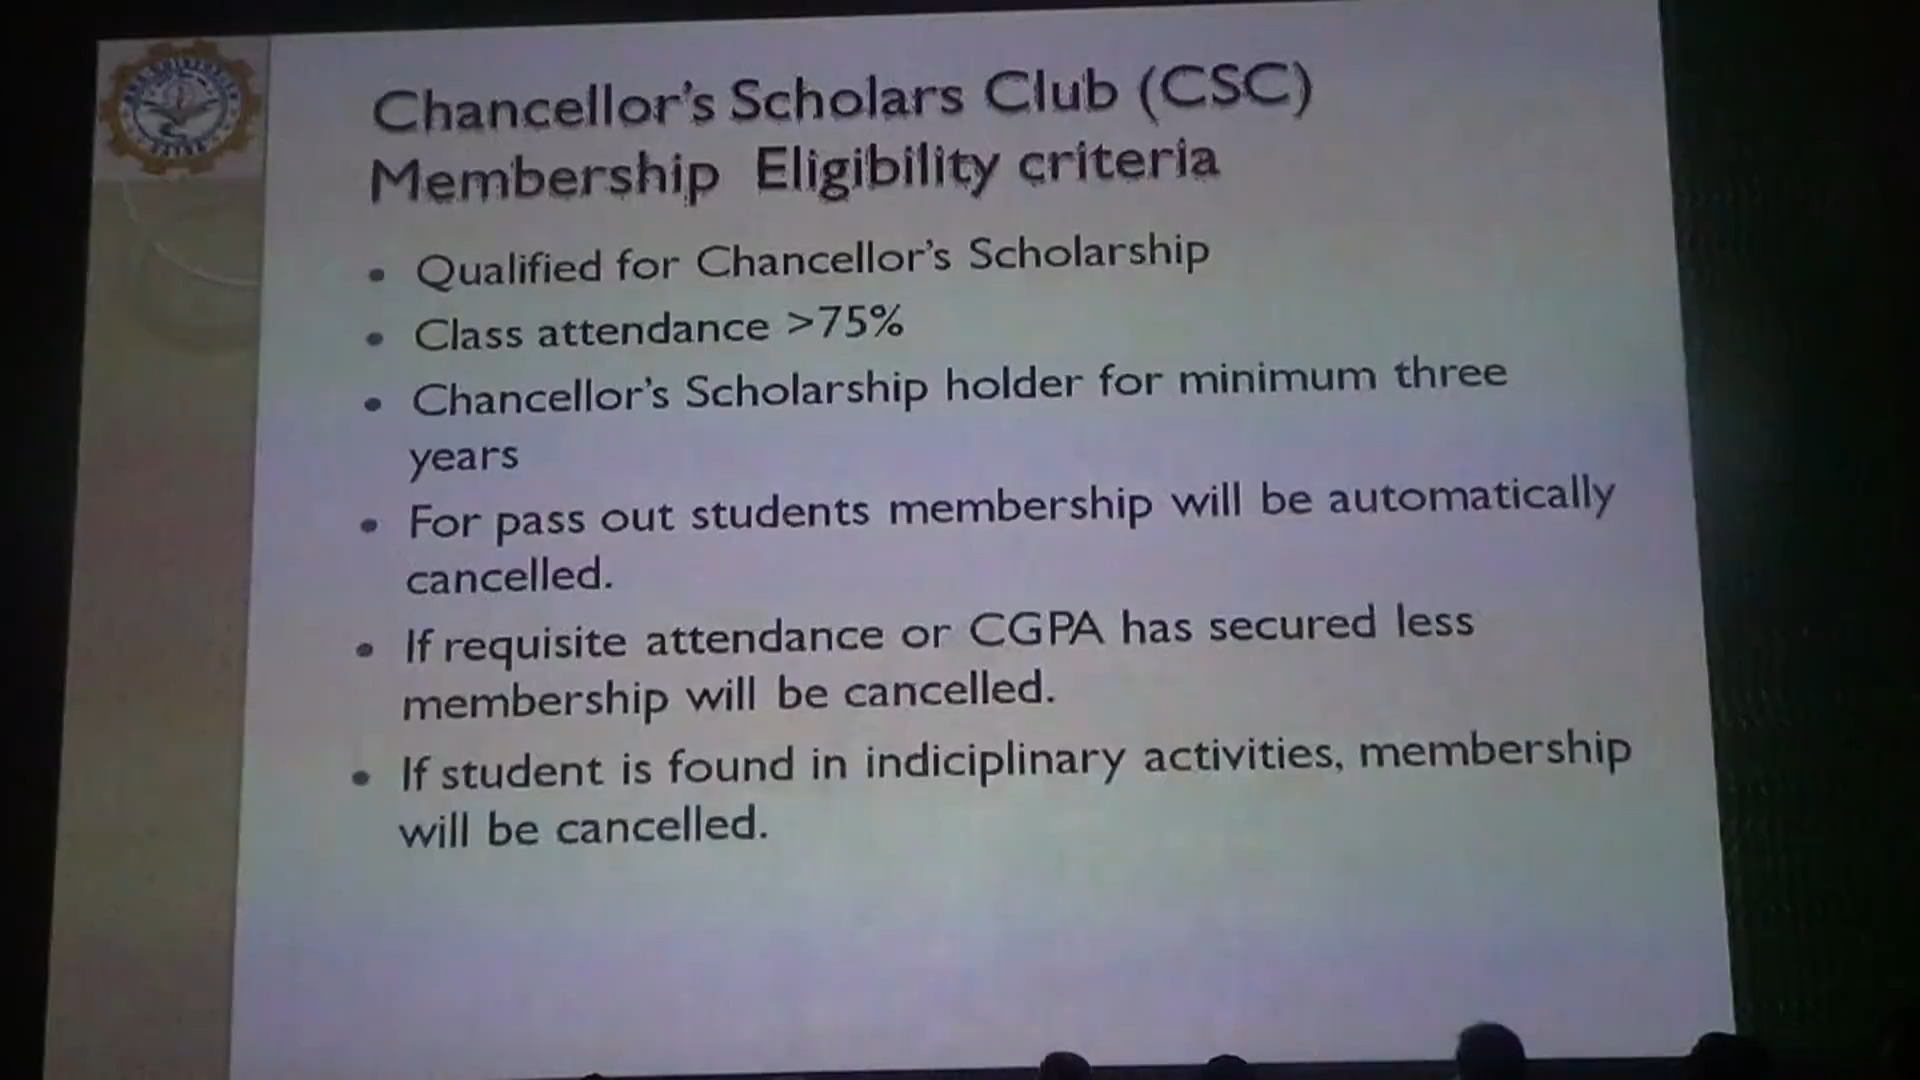 Chancellor's Scholars Club (CSC)
Membership Eligibility criteria
• Qualified for Chancellor's Scholarship
• Class attendance >75%
• Chancellor's Scholarship holder for minimum three
years
• For pass out students membership will be automatically
cancelled.
• If requisite attendance or CGPA has secured less
membership will be cancelled.
• If student is found in indiciplinary activities, membership
will be cancelled.